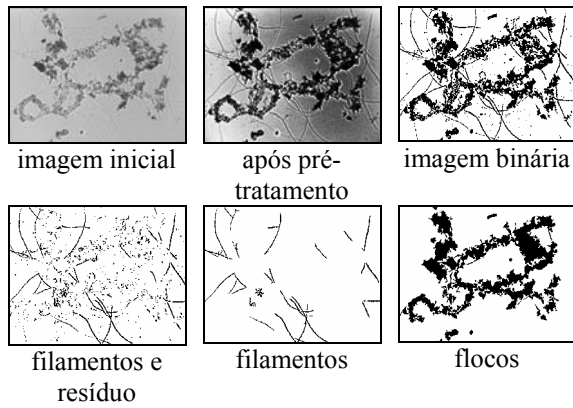 imagem inicial
após pré-
tratamento
imagem binária
filamentos e
resíduo
filamentos
flocos